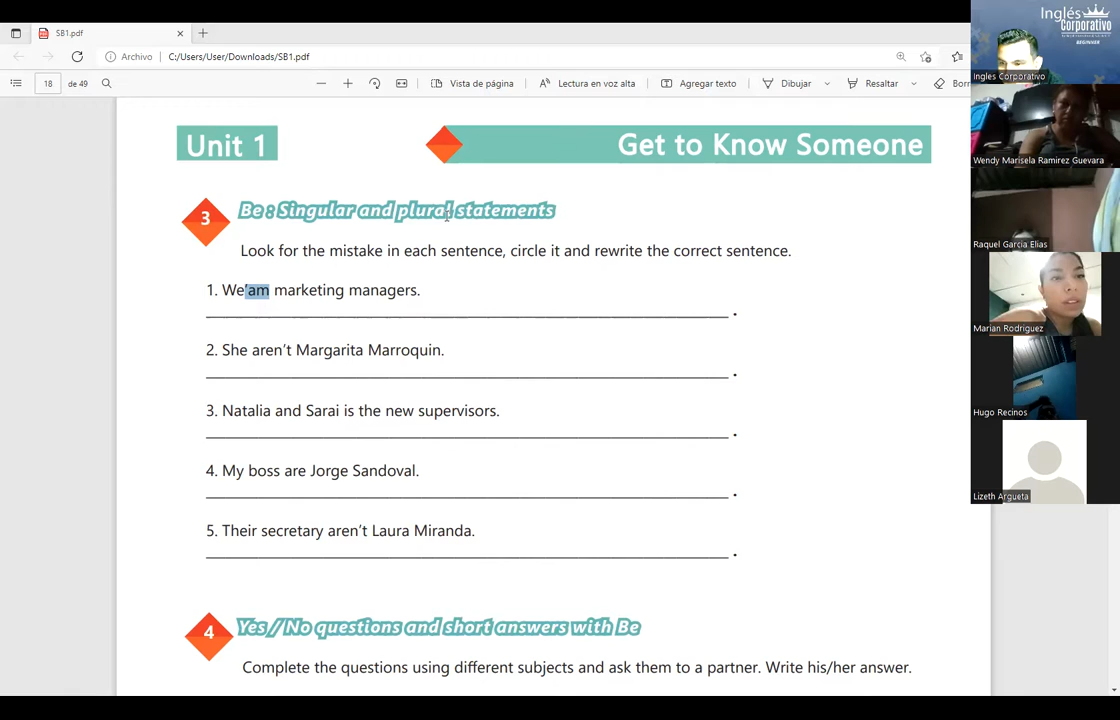 SB1.pdf
Archivo
C:/Users/User/Downloads/SB1.pdf
18
de 49
Vista de página
Lectura en voz alta
Agregar texto
Dibujar
Resaltar
Unit 1
Get to Know Someone
3
Be : Singular and plural statements
Look for the mistake in each sentence, circle it and rewrite the correct sentence.
1. We'am marketing managers.
.
2. She aren't Margarita Marroquin.
.
3. Natalia and Sarai is the new supervisors.
.
4. My boss are Jorge Sandoval.
.
5. Their secretary aren't Laura Miranda.
.
4
Yes / No questions and short answers with Be
Complete the questions using different subjects and ask them to a partner. Write his/her answer.
Inglés
Corporativo
BEGINNER
Ingles Corporativo
Wendy Marisela Ramirez Guevara
Raquel Garcia Elias
Marian Rodriguez
Hugo Recinos
Lizeth Argueta